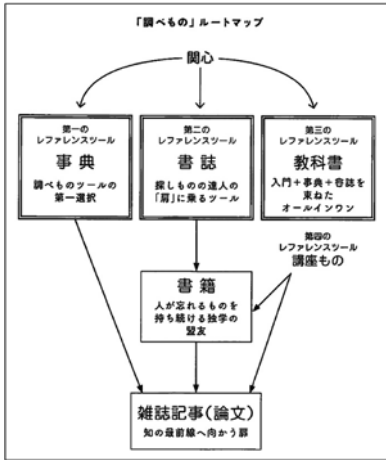 「調べもの」ルートマップ
関心
第一の
レファレンスツール
事典
調べものツールの
第一選択
第二の
レファレンスツール
書誌
探しものの達人の
「肩」に乗るツール
第三の
レファレンスツール
教科書
入門+事典+書誌を
束ねた
オールインワン
第四の
レファレンスツール
講座もの
書籍
人が忘れるものを
持ち続ける独学の
盟友
雑誌記事(論文)
知の最前線へ向かう扉